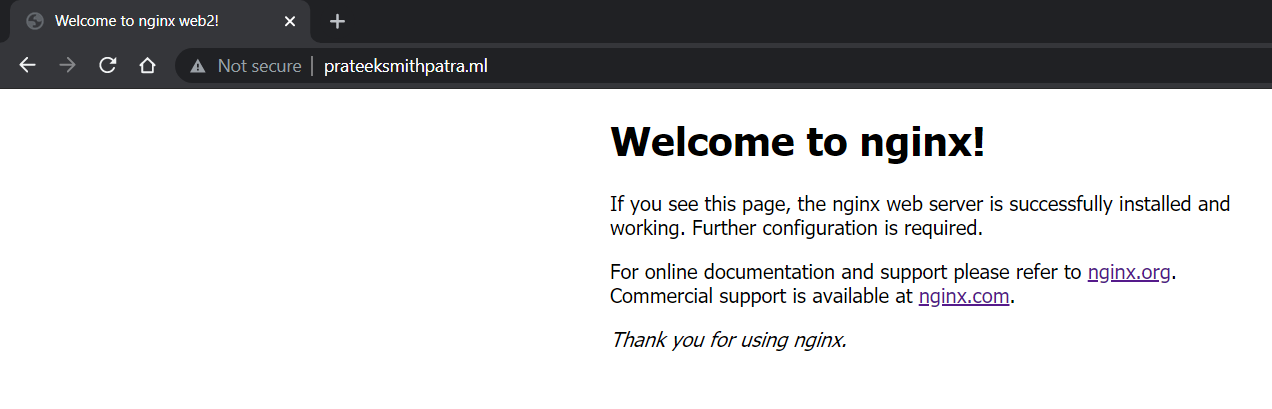 Welcome to nginx web2!
Not secure | prateeksmithpatra.ml
Welcome to nginx!
If you see this page, the nginx web server is successfully installed and
working. Further configuration is required.
For online documentation and support please refer to nginx.org.
Commercial support is available at nginx.com.
Thank you for using nginx.